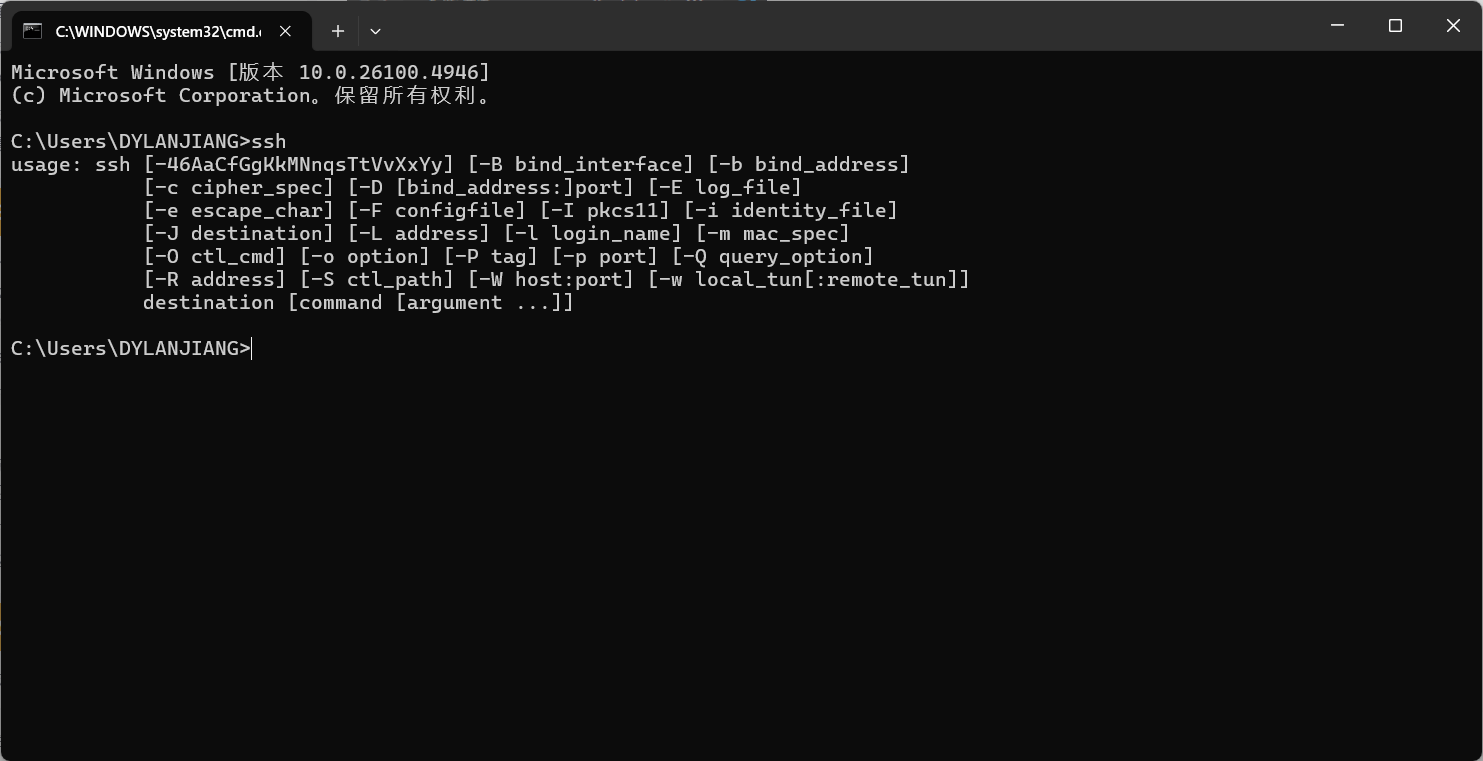 C:\WINDOWS\system32\cmd.
Microsoft Windows [版本 10.0.26100.4946]
(c) Microsoft Corporation。保留所有权利。
C:\Users\DYLANJIANG>ssh
usage: ssh [-46AaCfGgKkMNnqsTtVvXxYy] [-B bind_interface] [-b bind_address]
[-c cipher_spec] [-D [bind_address:]port] [-E log_file]
[-e escape_char] [-F configfile] [-I pkcs11] [-i identity_file]
[-J destination] [-L address] [-l login_name] [-m mac_spec]
[-O ctl_cmd] [-o option] [-P tag] [-p port] [-Q query_option]
[-R address] [-S ctl_path] [-W host:port] [-w local_tun[:remote_tun]]
destination [command [argument ...]]
C:\Users\DYLANJIANG>